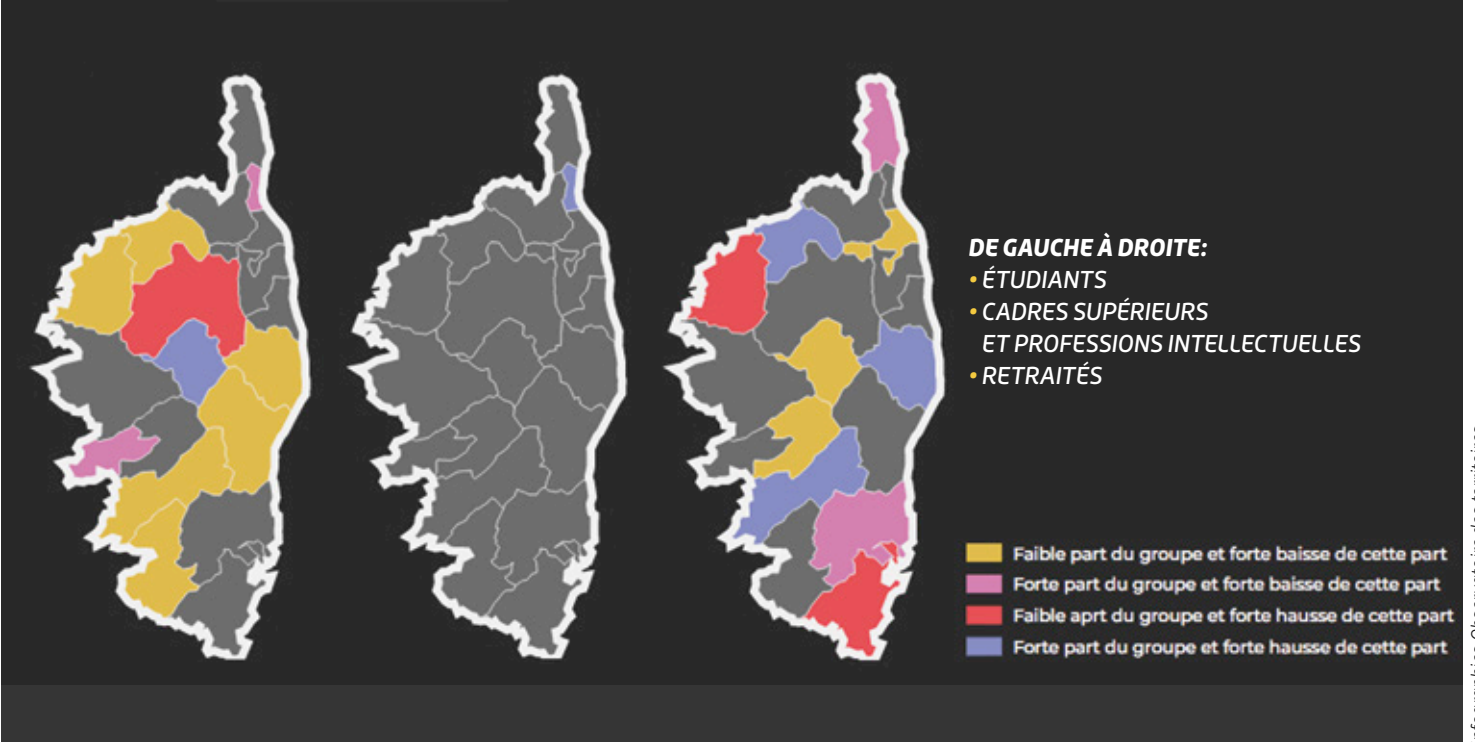 DE GAUCHE À DROITE:
• ÉTUDIANTS
• CADRES SUPÉRIEURS
ET PROFESSIONS INTELLECTUELLES
• RETRAITÉS
Faible part du groupe et forte baisse de cette part
Forte part du groupe et forte baisse de cette part
Faible aprt du groupe et forte hausse de cette part
Forte part du groupe et forte hausse de cette part